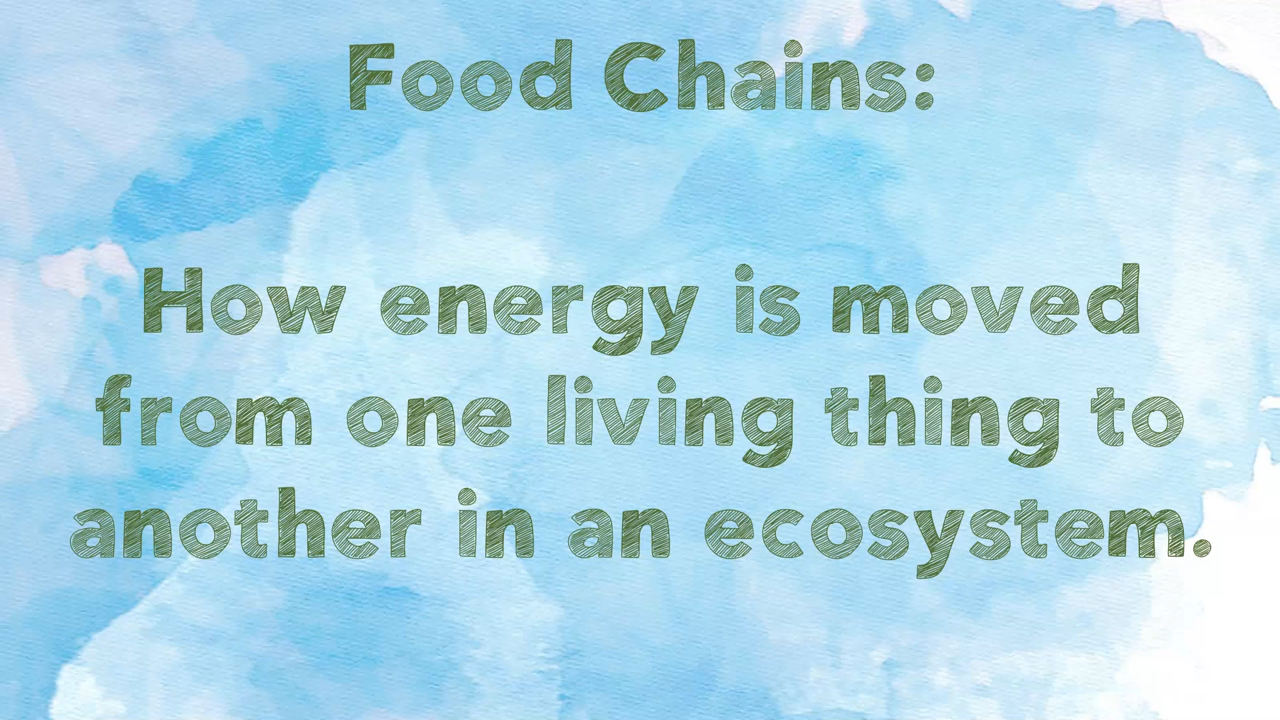 Food Chains:
How energy is moved
from one living thing to
another in an ecosystem.